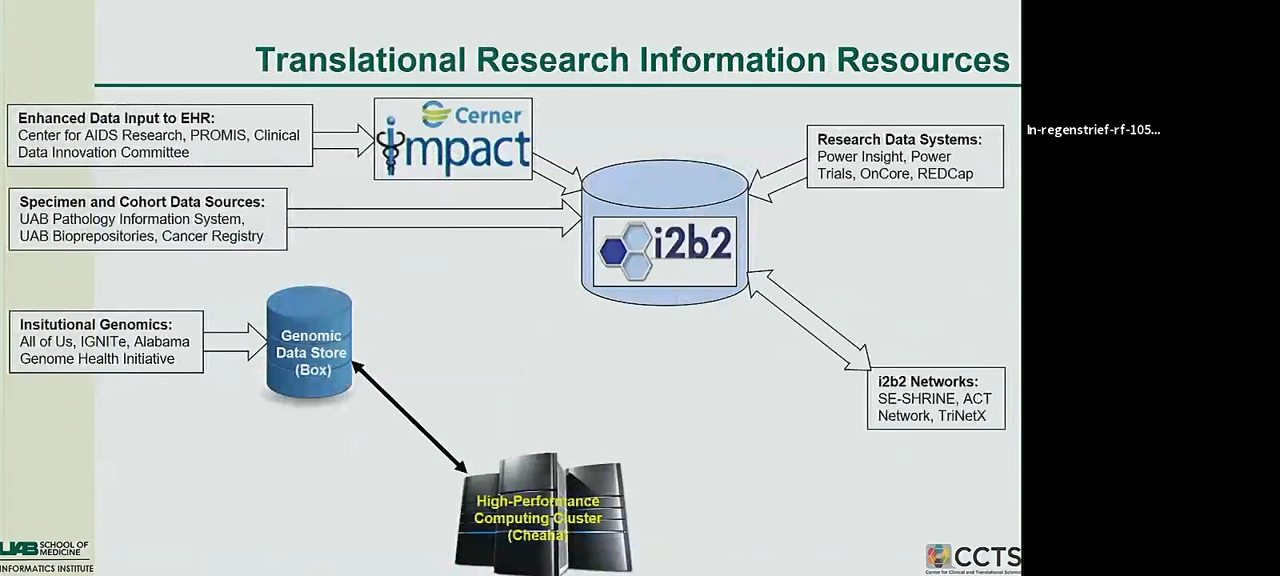 Translational Research Information Resources
Enhanced Data Input to EHR:
Center for AIDS Research, PROMIS, Clinical
Data Innovation Committee
Cerner
impact
Research Data Systems:
Power Insight, Power
Trials, OnCore, REDCap
In-regenstrief-rf-105...
Specimen and Cohort Data Sources:
UAB Pathology Information System,
UAB Bioprepositories, Cancer Registry
i2b2
Insitutional Genomics:
All of Us, IGNITe, Alabama
Genome Health Initiative
Genomic
Data Store
(Box)
i2b2 Networks:
SE-SHRINE, ACT
Network, TriNetX
High-Performance
Computing Cluster
(Cheaha)
UAB SCHOOL OF
MEDICINE
INFORMATICS INSTITUTE
CCTS
Center for Clinical and Translational Science